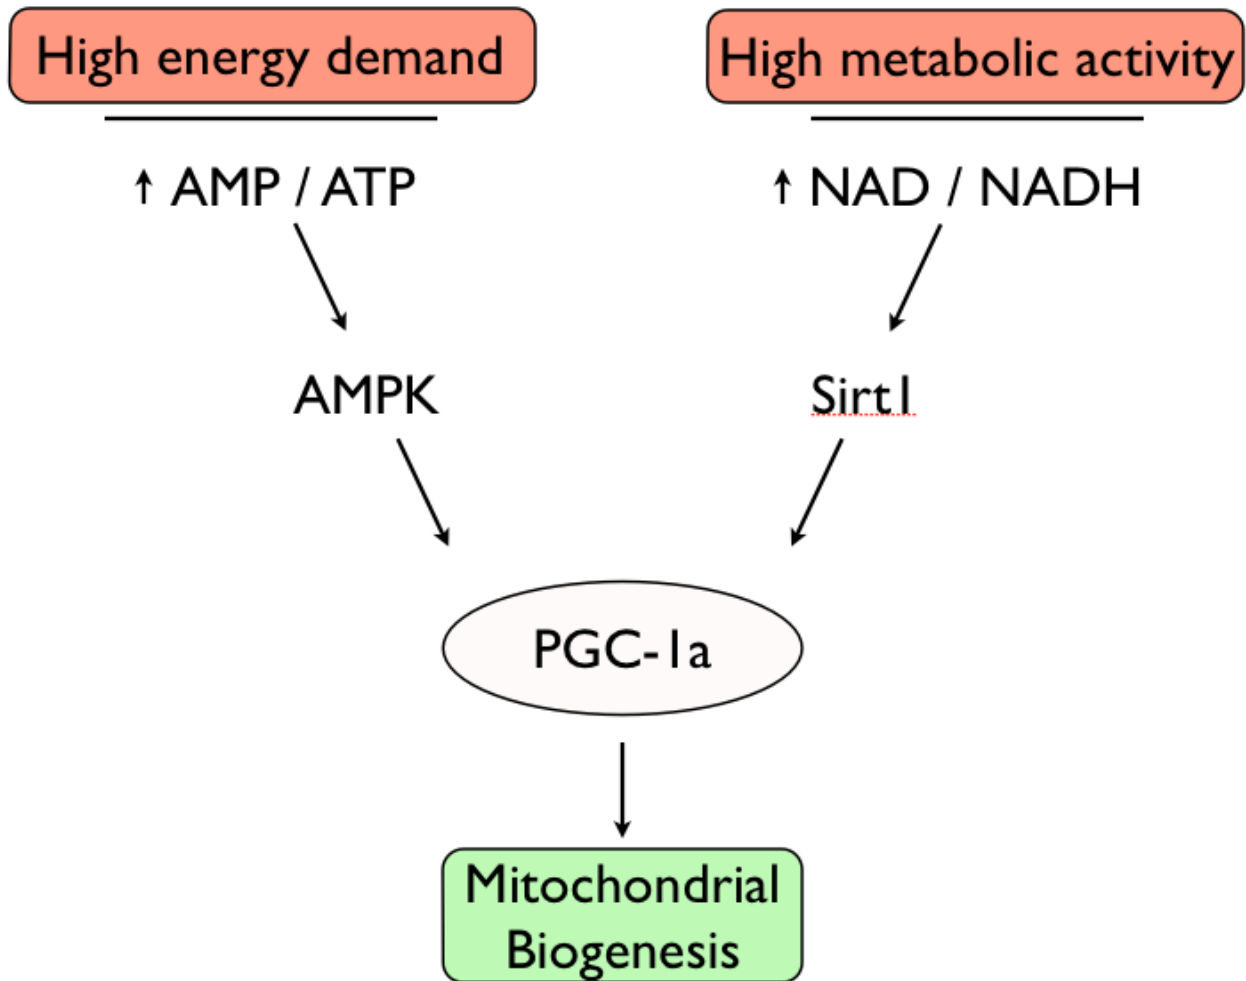 High energy demand
High metabolic activity
↑ AMP / ATP
↑ NAD / NADH
AMPK
Sirt1
PGC-1a
Mitochondrial
Biogenesis